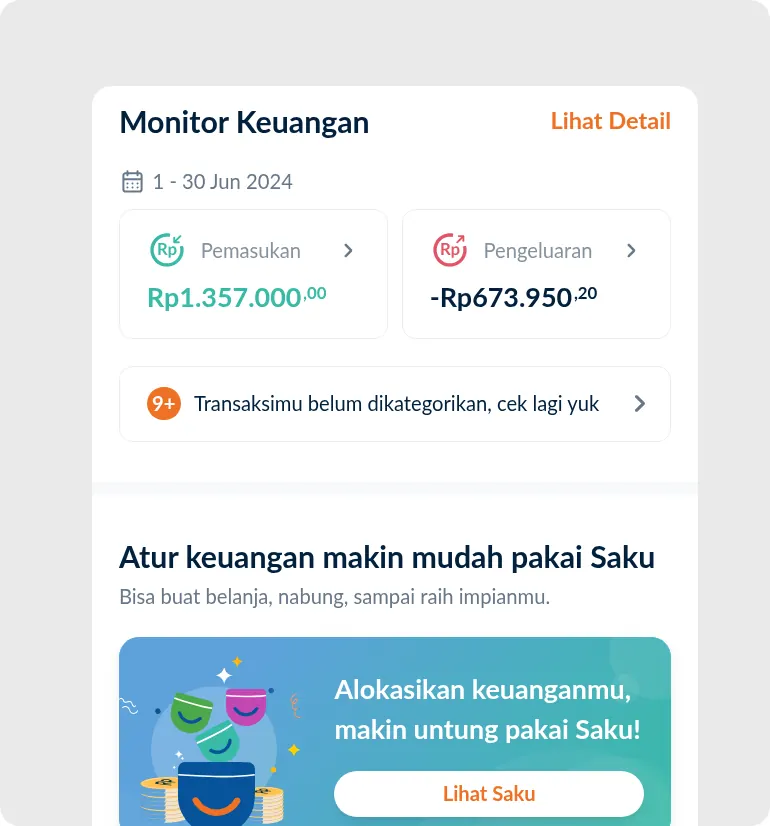 Monitor Keuangan
Lihat Detail
1 - 30 Jun 2024
Rp Pemasukan
Rp1.357.000,00
Rp Pengeluaran
-Rp673.950,20
9+ Transaksimu belum dikategorikan, cek lagi yuk
Atur keuangan makin mudah pakai Saku
Bisa buat belanja, nabung, sampai raih impianmu.
Alokasikan keuanganmu,
makin untung pakai Saku!
Lihat Saku